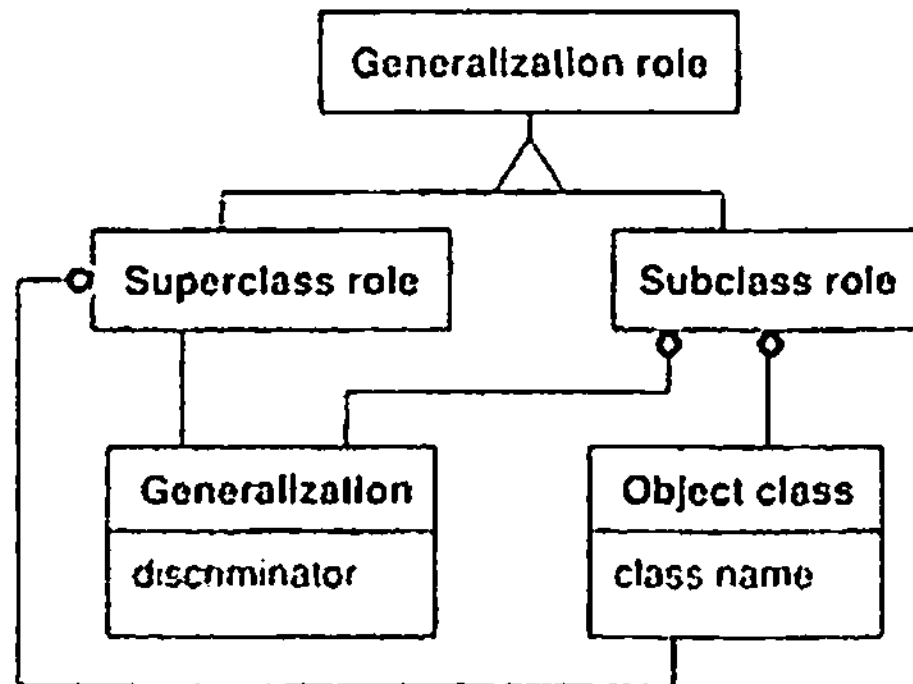 Generalization role
Superclass role
Subclass role
Generalization
Object class
discriminator
class name